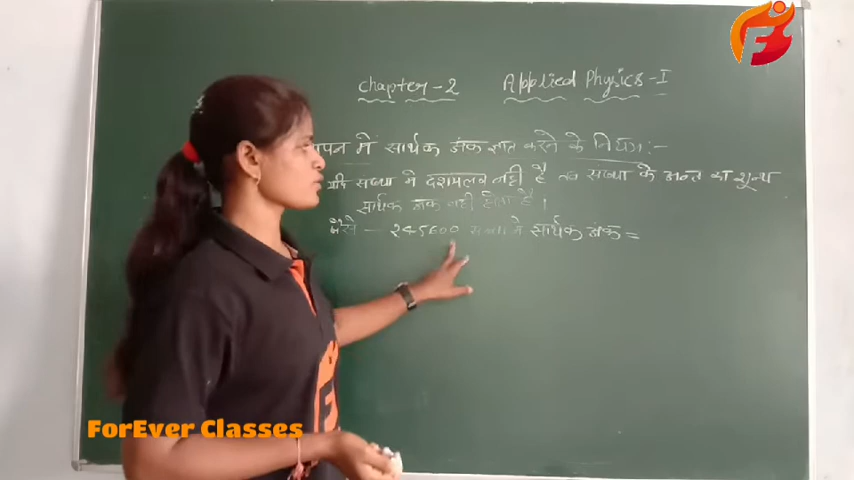 Chapter-2 Applied Physics-I
पन में सार्थक अंक ज्ञात करने के नियम :-
यदि संख्या में दशमलव नहीं है तब संख्या के अन्त का शून्य
सार्थक अंक नहीं होता है।
जैसे — 245600 संख्या में सार्थक अंक =
ForEver Classes